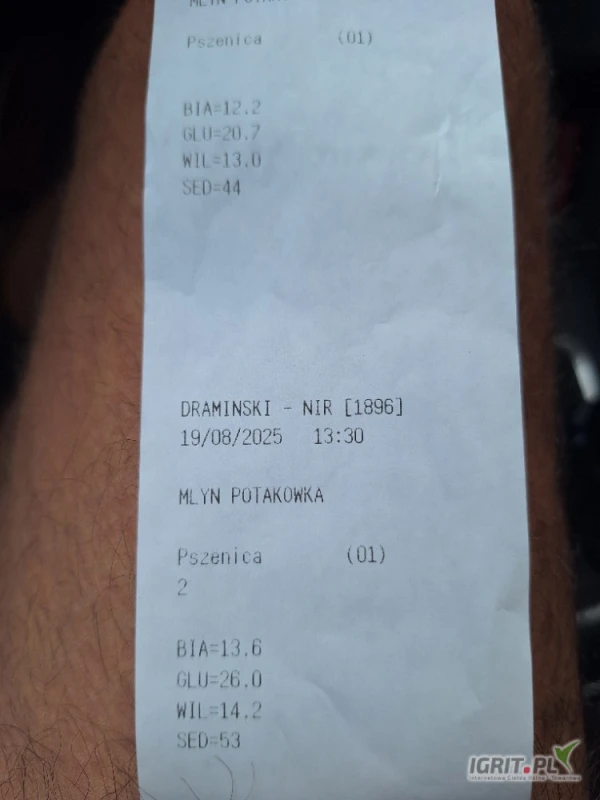 MLYN POTAKOWKA
Pszenica (01)
BIA=12.2
GLU=20.7
WIL=13.0
SED=44
DRAMINSKI - NIR [1896]
19/08/2025 13:30
MLYN POTAKOWKA
Pszenica (01)
2
BIA=13.6
GLU=26.0
WIL=14.2
SED=53
IGRIT.PL